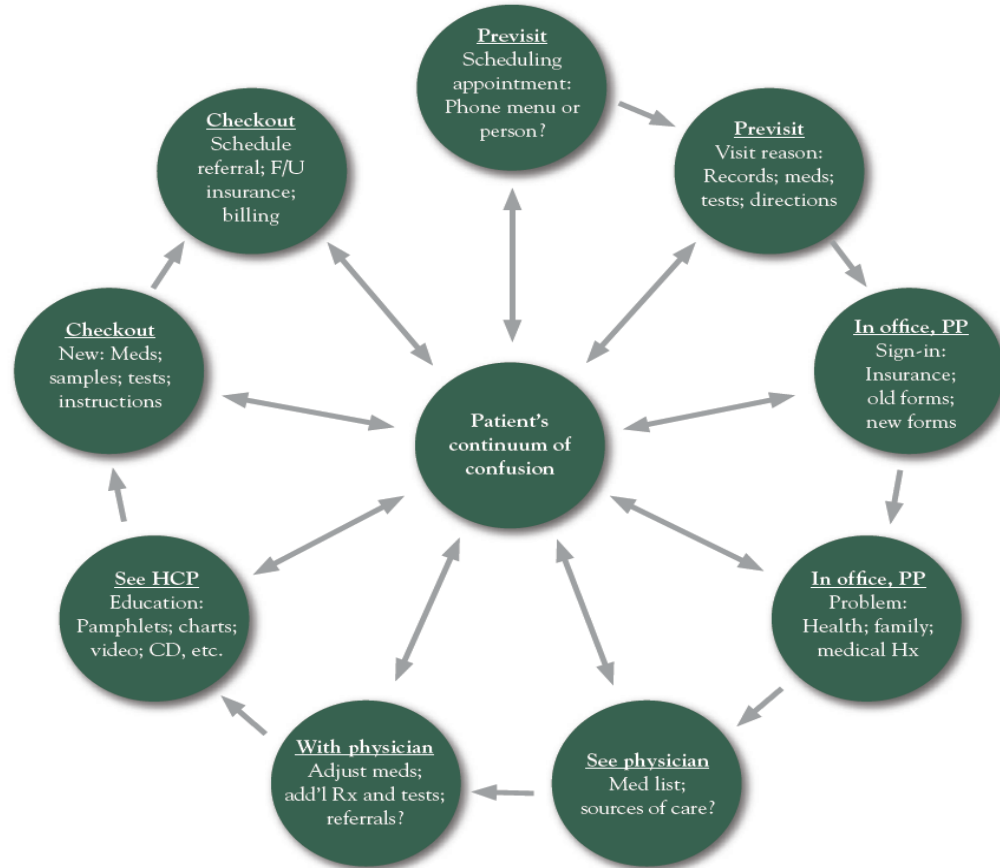 Previsit
Scheduling
appointment:
Phone menu or
person?
Previsit
Visit reason:
Records; meds;
tests; directions
In office, PP
Sign-in:
Insurance;
old forms;
new forms
In office, PP
Problem:
Health; family;
medical Hx
See physician
Med list;
sources of care?
With physician
Adjust meds;
add'l Rx and tests;
referrals?
See HCP
Education:
Pamphlets; charts;
video; CD, etc.
Checkout
New: Meds;
samples; tests;
instructions
Checkout
Schedule
referral; F/U
insurance;
billing
Patient's
continuum of
confusion